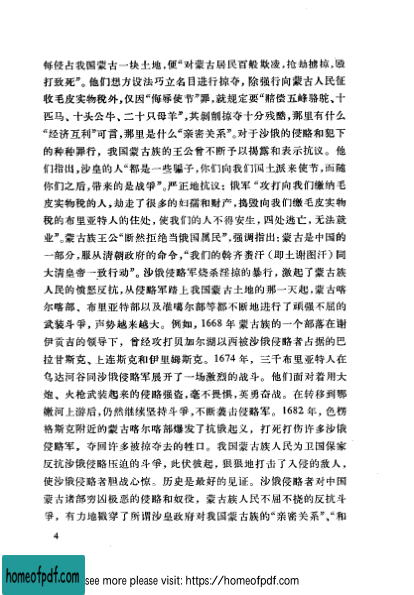 每侵占我国蒙古一块土地，便“对蒙古居民百般欺凌，抢劫掳掠，殴
打致死”。他们想方设法巧立名目进行掠夺，除强行向蒙古人民征
收毛皮实物税外，仅因“侮辱使节”罪，就规定要“赔偿五峰骆驼、十
匹马、十头公牛、二十只母羊”，其剥削掠夺十分残酷，那里有什么
“经济互利”可言，那里是什么“亲密关系”。对于沙俄的侵略和犯下
的种种罪行，我国蒙古族的王公曾不断予以揭露和表示抗议。他
们指出，沙皇的人“都是一些骗子，你们向我们国土派来使节，而随
你们之后，带来的是战争”。严正地抗议：俄军“攻打向我们缴纳毛
皮实物税的人，劫走了很多的妇孺和财产，捣毁向我们缴毛皮实物
税的布里亚特人的住处，使我们的人不得安生，四处逃亡，无法就
业”。蒙古族王公“断然拒绝当俄国属民”，强调指出：蒙古是中国的
一部分，服从清朝政府的命令，“我们的斡齐赉汗（即土谢图汗）同
大清皇帝一致行动”。沙俄侵略军烧杀淫掠的暴行，激起了蒙古族
人民的愤怒反抗，从侵略军踏上我国蒙古土地的那一天起，蒙古喀
尔喀部、布里亚特部以及准噶尔部等都不断地进行了顽强不屈的
武装斗争，声势越来越大。例如，1668年蒙古族的一个部落在谢
伊贡吉的领导下，曾经攻打贝加尔湖以西被沙俄侵略者占据的巴
拉甘斯克、上连斯克和伊里姆斯克。1674年，三千布里亚特人在
乌达河谷同沙俄侵略军展开了一场激烈的战斗。他们面对着用大
炮、火枪武装起来的侵略强盗，毫不畏惧，英勇奋战。在转移到鄂
嫩河上游后，仍然继续坚持斗争，不断袭击侵略军。1682年，色楞
格斯克附近的蒙古喀尔喀部爆发了抗俄起义，打死打伤许多沙俄
侵略军，夺回许多被掠夺去的牲口。我国蒙古族人民为卫国保家
反抗沙俄侵略压迫的斗争，此伏彼起，狠狠地打击了入侵的敌人，
使沙俄侵略者胆战心惊。历史是最好的见证。沙俄侵略者对中国
蒙古诸部穷凶极恶的侵略和奴役，蒙古族人民不屈不挠的反抗斗
争，有力地戳穿了所谓沙皇政府对我国蒙古族的“亲密关系”、“和
4
homeofpdf.com
see more please visit: https://homeofpdf.com